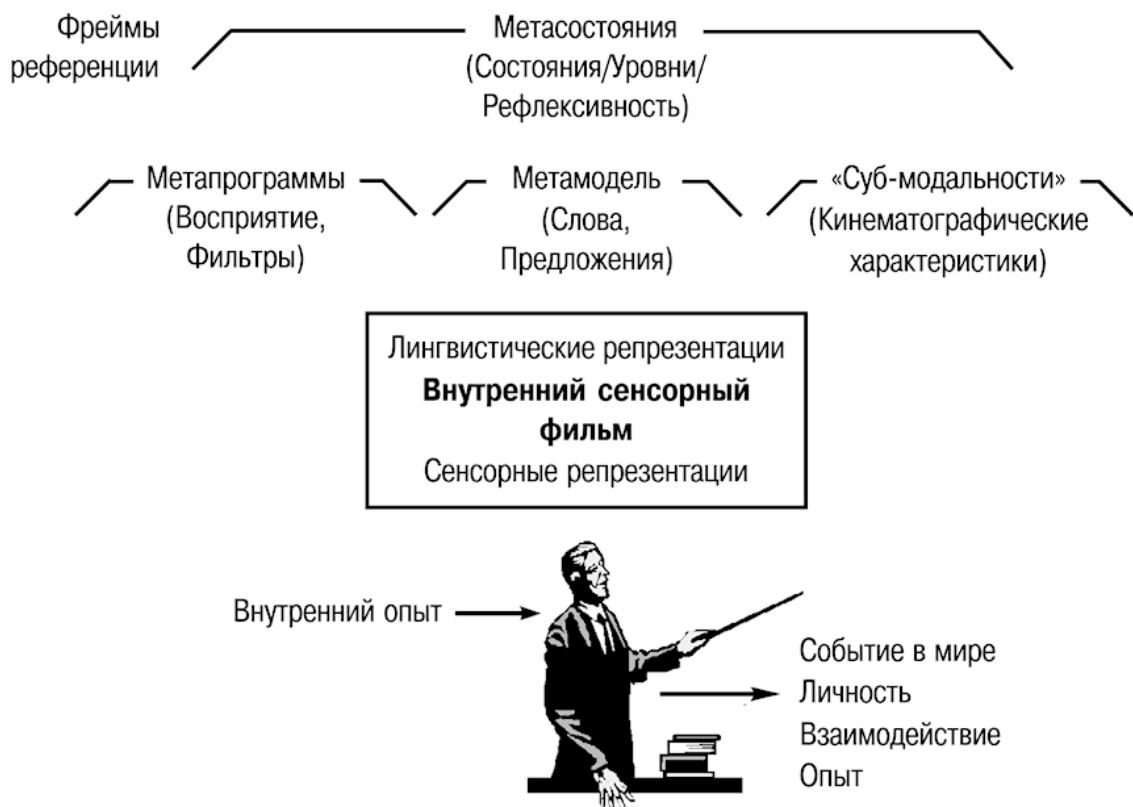 Фреймы
референции
Метасостояния
(Состояния/Уровни/
Рефлексивность)
Метапрограммы
(Восприятие,
Фильтры)
Метамодель
(Слова,
Предложения)
«Суб-модальности»
(Кинематографические
характеристики)
Лингвистические репрезентации
Внутренний сенсорный
фильм
Сенсорные репрезентации
Внутренний опыт
Событие в мире
Личность
Взаимодействие
Опыт